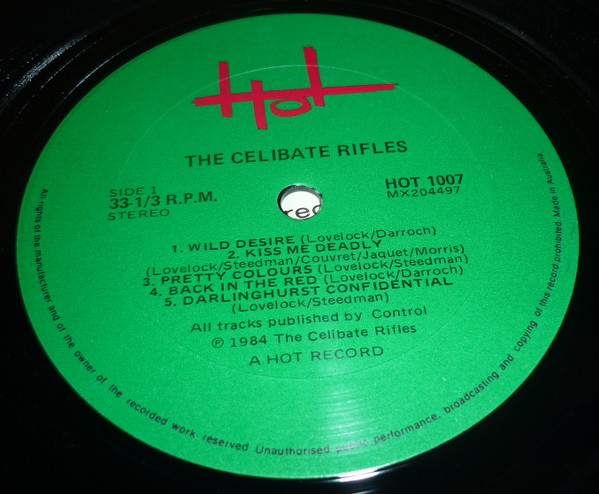 Hot
THE CELIBATE RIFLES
SIDE 1
33-1/3 R.P.M.
STEREO
HOT 1007
MX204497
rec
1. WILD DESIRE (Lovelock/Darroch)
2. KISS ME DEADLY
(Lovelock/Steedman/Couvret/Jaquet/Morris)
3. PRETTY COLOURS (Lovelock/Steedman)
4. BACK IN THE RED (Lovelock/Darroch)
5. DARLINGHURST CONFIDENTIAL
(Lovelock/Steedman)
All tracks published by Control
℗ 1984 The Celibate Rifles
A HOT RECORD
All rights of the manufacturer and of the owner of the recorded work reserved Unauthorised public performance, broadcasting and copying of this record prohibited Made in Australia